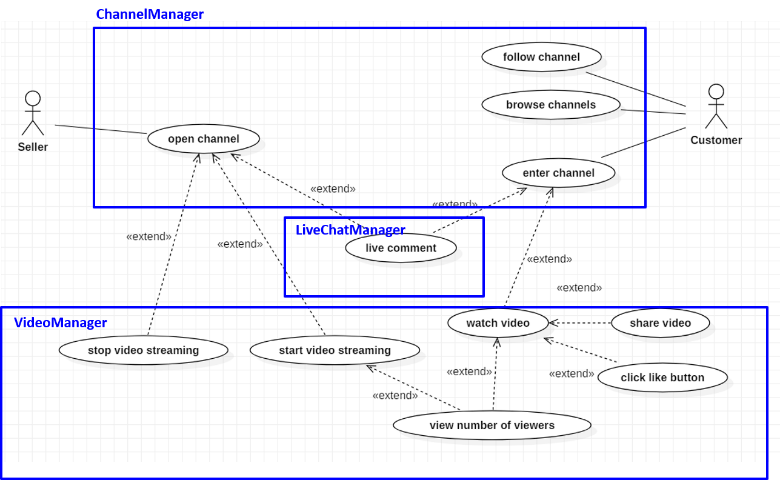 ChannelManager
follow channel
browse channels
Seller
open channel
Customer
enter channel
«extend»
«extend»
LiveChatManager
«extend»
«extend»
live comment
«extend»
«extend»
VideoManager
watch video
share video
stop video streaming
start video streaming
«extend»
«extend»
click like button
«extend»
view number of viewers